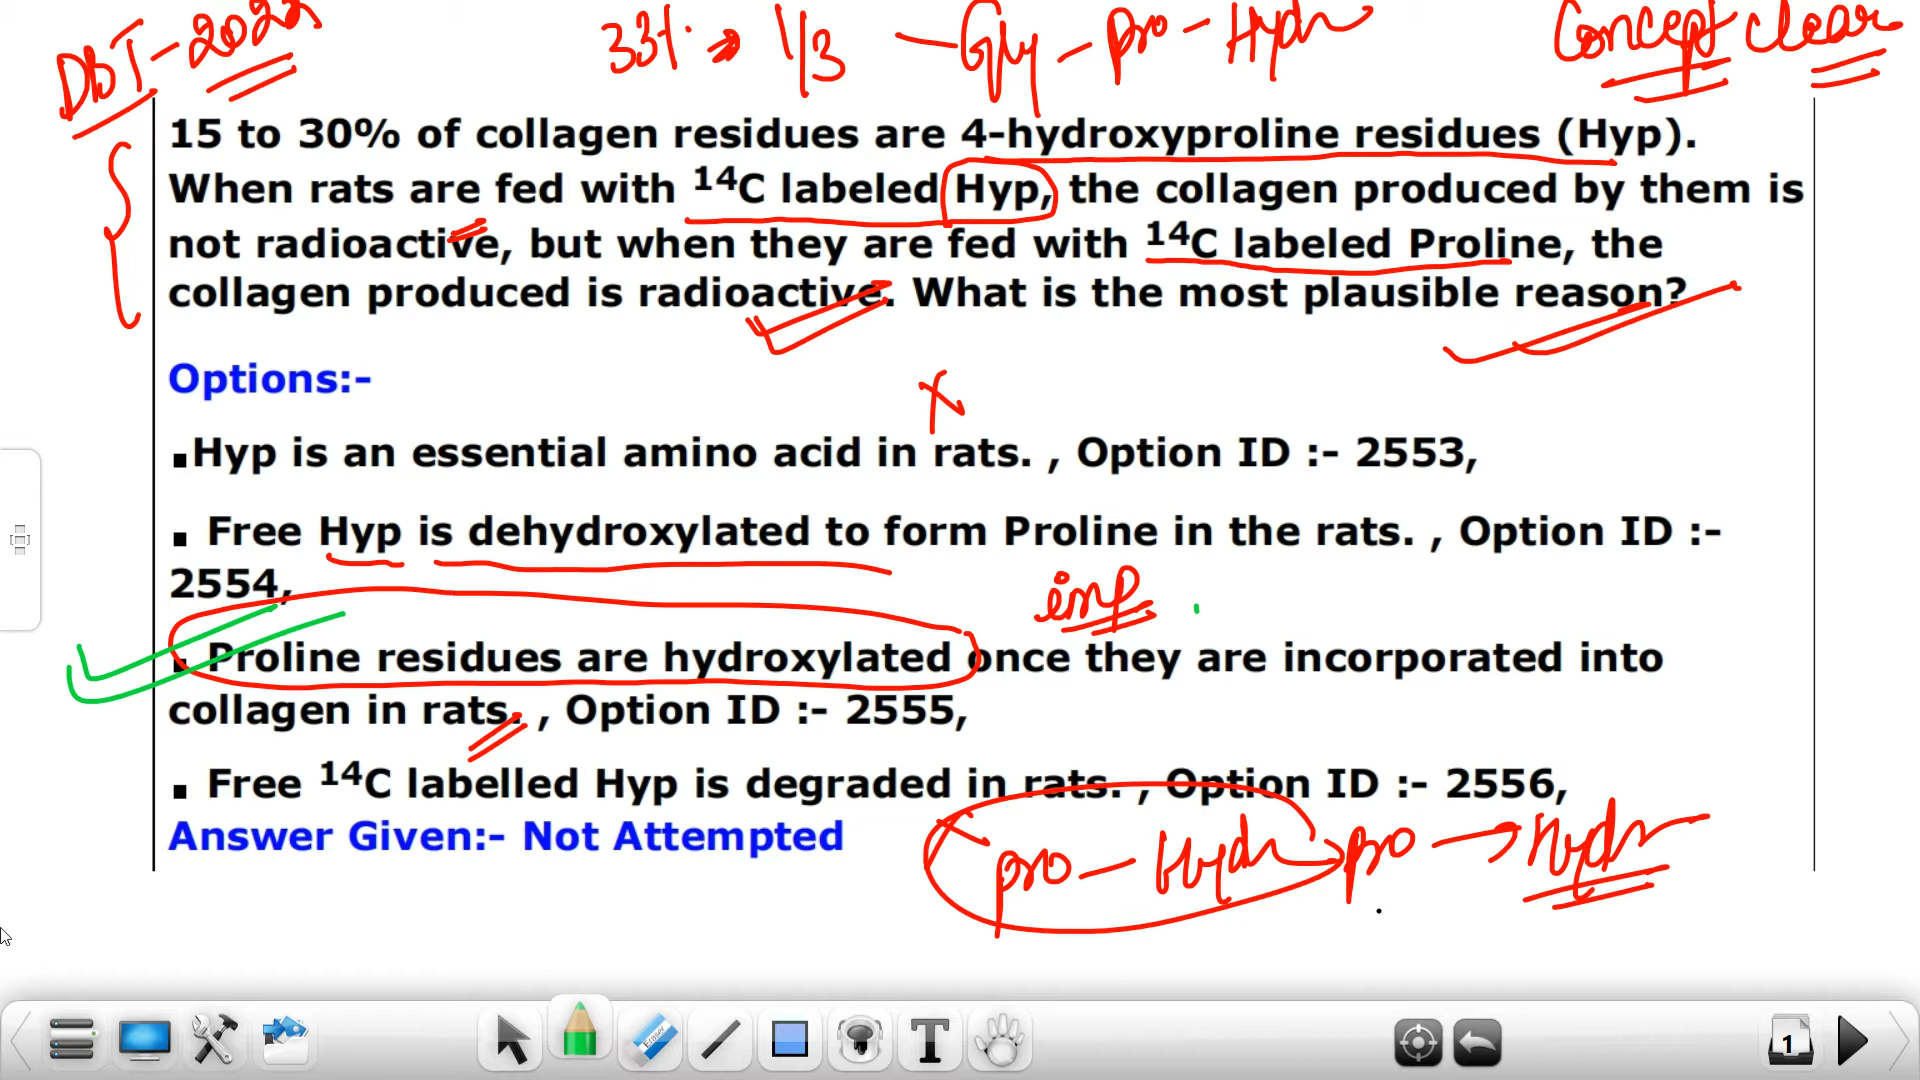 DbT-2022 33% → 1/3 - Gly - Pro - Hydr Concept clear
15 to 30% of collagen residues are 4-hydroxyproline residues (Hyp).
When rats are fed with ¹⁴C labeled Hyp, the collagen produced by them is
not radioactive, but when they are fed with ¹⁴C labeled Proline, the
collagen produced is radioactive. What is the most plausible reason?
Options:-
▪Hyp is an essential amino acid in rats. , Option ID :- 2553,
▪ Free Hyp is dehydroxylated to form Proline in the rats. , Option ID :-
2554,
imp
▪ Proline residues are hydroxylated once they are incorporated into
collagen in rats. , Option ID :- 2555,
▪ Free ¹⁴C labelled Hyp is degraded in rats. , Option ID :- 2556,
Answer Given:- Not Attempted
pro - Hydr → pro → Hydr
Eraser
T
1